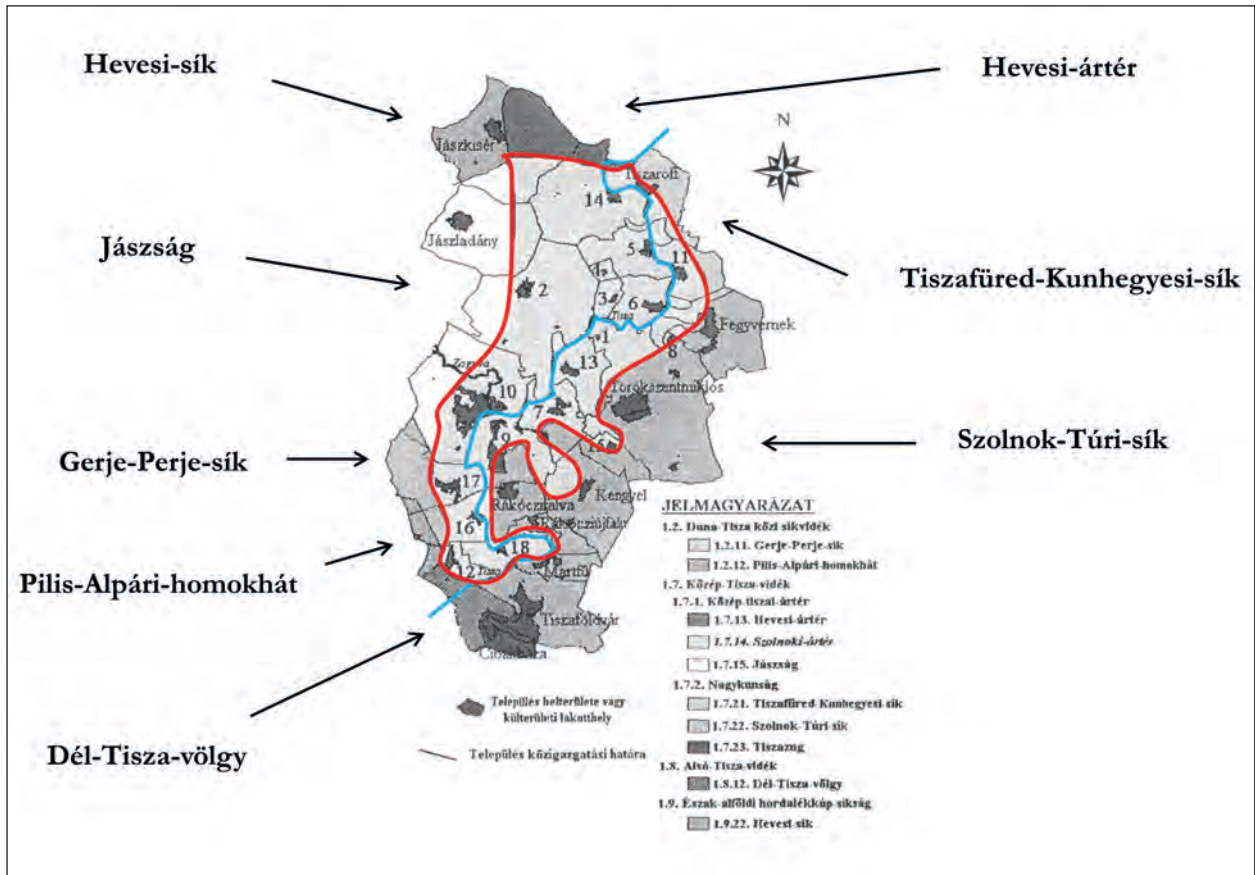 Hevesi-sík
Hevesi-ártér
N
Jászkisér
Tiszaroff
14
Jászság
Jászladány
5
11
Tiszafüred-Kunhegyesi-sík
2
3
6
Tisza
Fegyvernek
1
8
13
Zagyva
10
Törökszentmiklós
7
9
15
Szolnok-Túri-sík
Gerje-Perje-sík
17
Rákóczifalva
Kengyel
Rákócziújfalu
16
18
Martfű
12
Tisza
Pilis-Alpári-homokhát
Tiszaföldvár
Dél-Tisza-völgy
JELMAGYARÁZAT
1.2. Duna-Tisza közi síkvidék
1.2.11. Gerje-Perje-sík
1.2.12. Pilis-Alpári-homokhát
1.7. Közép-Tisza-vidék
1.7.1. Közép-tiszai-ártér
1.7.13. Hevesi-ártér
1.7.14. Szolnoki-ártér
1.7.15. Jászság
1.7.2. Nagykunság
1.7.21. Tiszafüred-Kunhegyesi-sík
1.7.22. Szolnok-Túri-sík
1.7.23. Tiszazug
1.8. Alsó-Tisza-vidék
1.8.12. Dél-Tisza-völgy
1.9. Észak-alföldi hordalékkúp-síkság
1.9.22. Hevesi-sík
Település belterülete vagy
külterületi lakotthely
Település közigazgatási határa